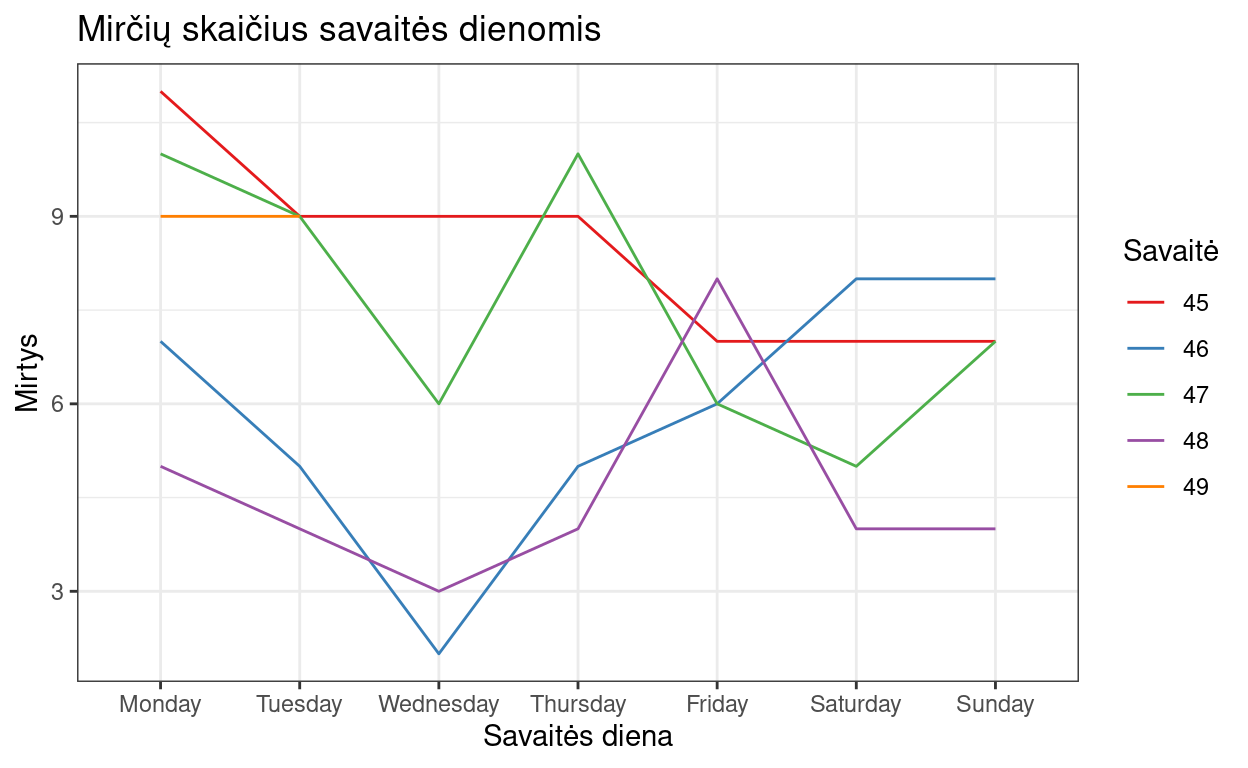 Mirčių skaičius savaitės dienomis
Mirtys
9
6
3
Monday Tuesday Wednesday Thursday Friday Saturday Sunday
Savaitės diena
Savaitė
45
46
47
48
49